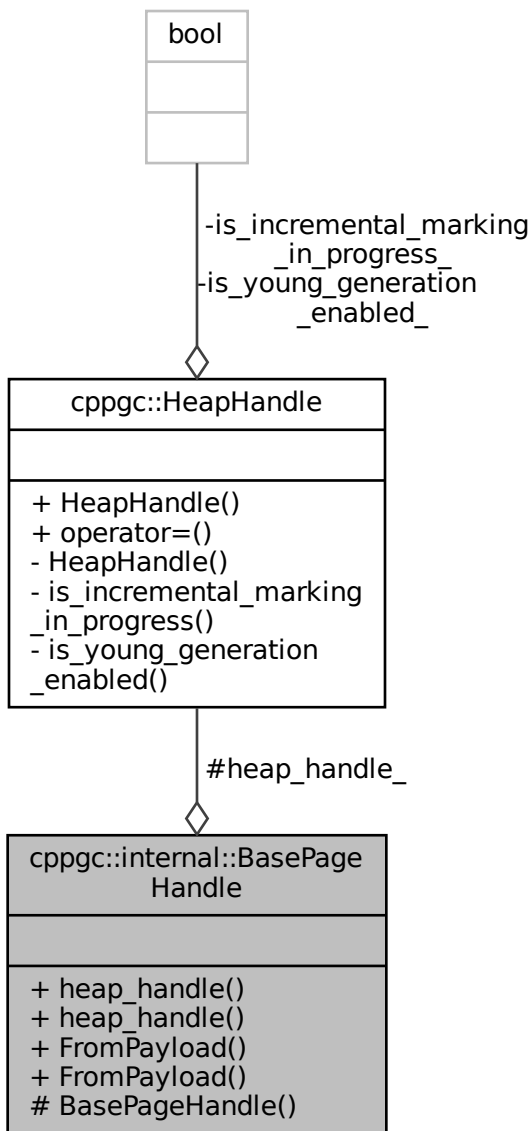 bool
-is_incremental_marking
_in_progress_
-is_young_generation
_enabled_
cppgc::HeapHandle
+ HeapHandle()
+ operator=()
- HeapHandle()
- is_incremental_marking
_in_progress()
- is_young_generation
_enabled()
#heap_handle_
cppgc::internal::BasePage
Handle
+ heap_handle()
+ heap_handle()
+ FromPayload()
+ FromPayload()
# BasePageHandle()